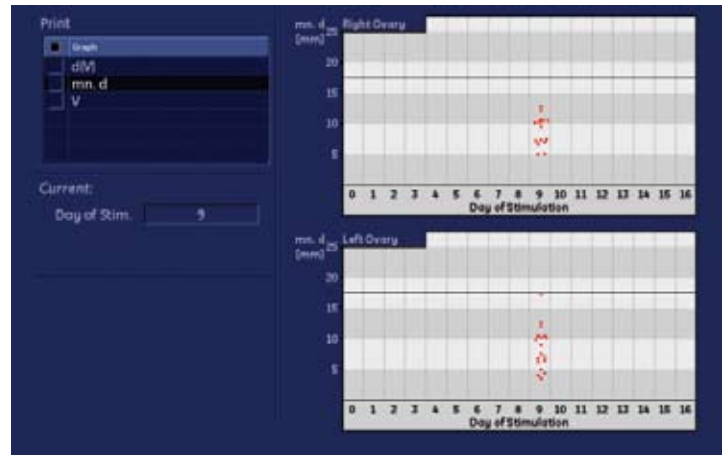 Print
Graph
d(V)
mn. d
V
Current:
Day of Stim. 9
mn. d
[mm]
Right Ovary
25
20
15
10
5
0 1 2 3 4 5 6 7 8 9 10 11 12 13 14 15 16
Day of Stimulation
mn. d
[mm]
Left Ovary
25
20
15
10
5
0 1 2 3 4 5 6 7 8 9 10 11 12 13 14 15 16
Day of Stimulation